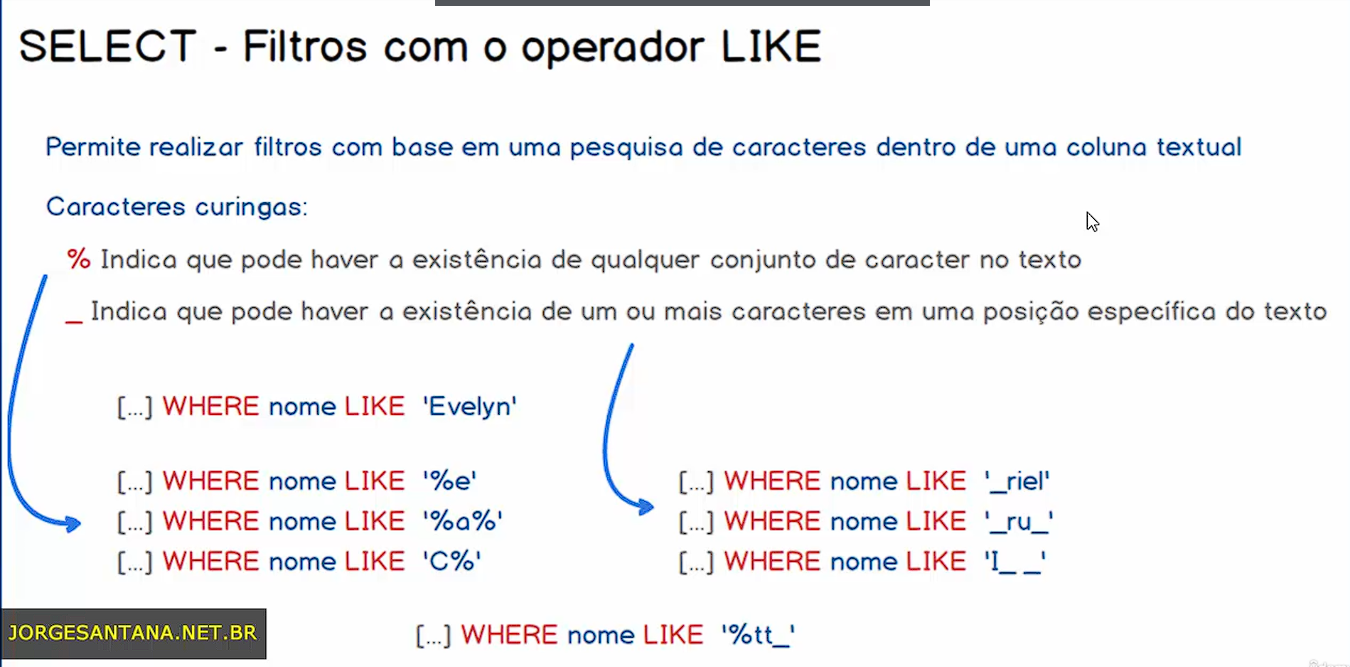 SELECT - Filtros com o operador LIKE
Permite realizar filtros com base em uma pesquisa de caracteres dentro de uma coluna textual
Caracteres curingas:
% Indica que pode haver a existência de qualquer conjunto de caracter no texto
_ Indica que pode haver a existência de um ou mais caracteres em uma posição específica do texto
[...] WHERE nome LIKE 'Evelyn'
[...] WHERE nome LIKE '%e'
[...] WHERE nome LIKE '%a%'
[...] WHERE nome LIKE 'C%'
[...] WHERE nome LIKE '_riel'
[...] WHERE nome LIKE '_ru_'
[...] WHERE nome LIKE 'I_ _'
[...] WHERE nome LIKE '%tt_'
JORGESANTANA.NET.BR